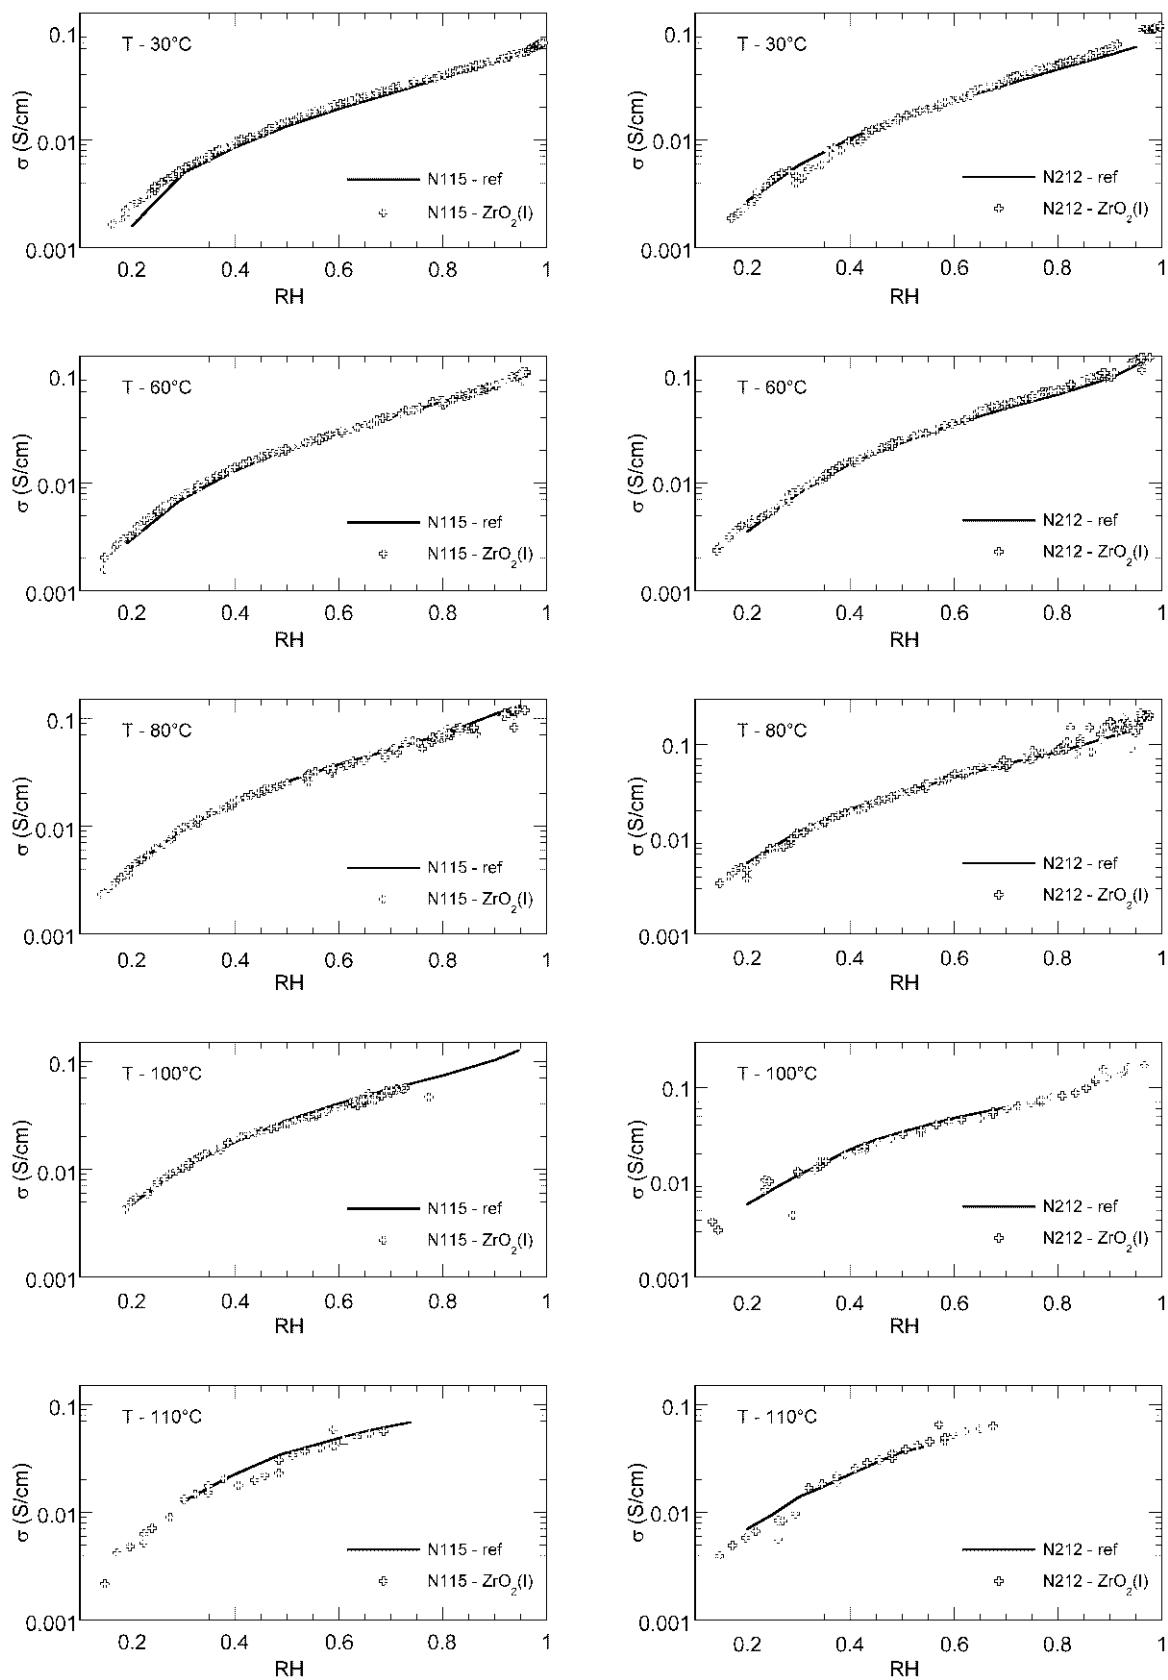 0.1
T - 30°C
σ (S/cm)
0.01
N115 - ref
N115 - ZrO₂(I)
0.001
0.2 0.4 0.6 0.8 1
RH
0.1
T - 30°C
σ (S/cm)
0.01
N212 - ref
N212 - ZrO₂(I)
0.001
0.2 0.4 0.6 0.8 1
RH
0.1
T - 60°C
σ (S/cm)
0.01
N115 - ref
N115 - ZrO₂(I)
0.001
0.2 0.4 0.6 0.8 1
RH
0.1
T - 60°C
σ (S/cm)
0.01
N212 - ref
N212 - ZrO₂(I)
0.001
0.2 0.4 0.6 0.8 1
RH
0.1
T - 80°C
σ (S/cm)
0.01
N115 - ref
N115 - ZrO₂(I)
0.001
0.2 0.4 0.6 0.8 1
RH
0.1
T - 80°C
σ (S/cm)
0.01
N212 - ref
N212 - ZrO₂(I)
0.001
0.2 0.4 0.6 0.8 1
RH
0.1
T - 100°C
σ (S/cm)
0.01
N115 - ref
N115 - ZrO₂(I)
0.001
0.2 0.4 0.6 0.8 1
RH
0.1
T - 100°C
σ (S/cm)
0.01
N212 - ref
N212 - ZrO₂(I)
0.001
0.2 0.4 0.6 0.8 1
RH
0.1
T - 110°C
σ (S/cm)
0.01
N115 - ref
N115 - ZrO₂(I)
0.001
0.2 0.4 0.6 0.8 1
RH
0.1
T - 110°C
σ (S/cm)
0.01
N212 - ref
N212 - ZrO₂(I)
0.001
0.2 0.4 0.6 0.8 1
RH